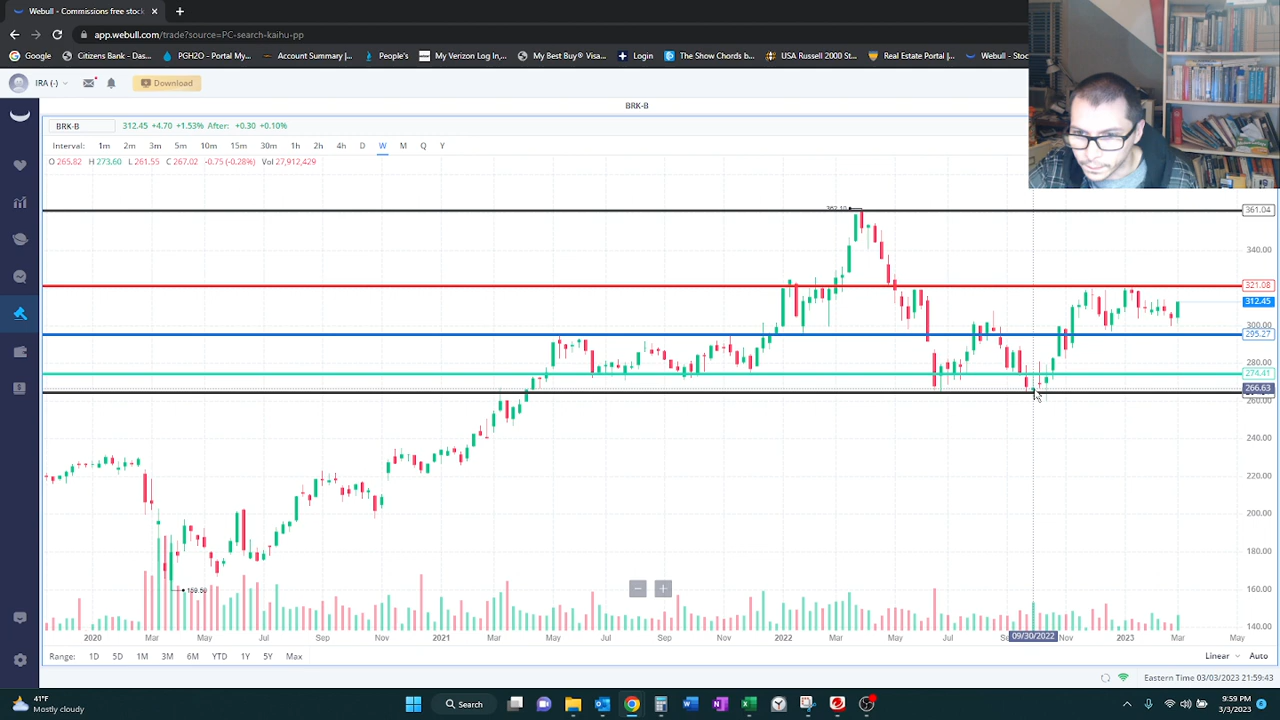 Webull - Commissions free stock
app.webull.com/trade?source=PC-search-kaihu-pp
Google Citizens Bank - Das... PGH2O - Portal My... Account Summary |... People's My Verizon Log In,... My Best Buy® Visa... Login The Show Chords b... USA Russell 2000 St... Real Estate Portal |... Webull - Stoc
IRA (-) Download
BRK-B
BRK-B 312.45 +4.70 +1.53% After: +0.30 +0.10%
Interval: 1m 2m 3m 5m 10m 15m 30m 1h 2h 4h D W M Q Y
O 265.82 H 273.60 L 261.55 C 267.02 -0.75 (-0.28%) Vol 27,912,429
361.04
340.00
321.08
312.45
300.00
295.27
280.00
274.41
266.63
260.00
240.00
220.00
200.00
180.00
159.50
160.00
140.00
2020 Mar May Jul Sep Nov 2021 Mar May Jul Sep Nov 2022 Mar May Jul 09/30/2022 Nov 2023 Mar May
Range: 1D 5D 1M 3M 6M YTD 1Y 5Y Max Linear Auto
Eastern Time 03/03/2023 21:59:43
41°F
Mostly cloudy
Search
9:59 PM
3/3/2023